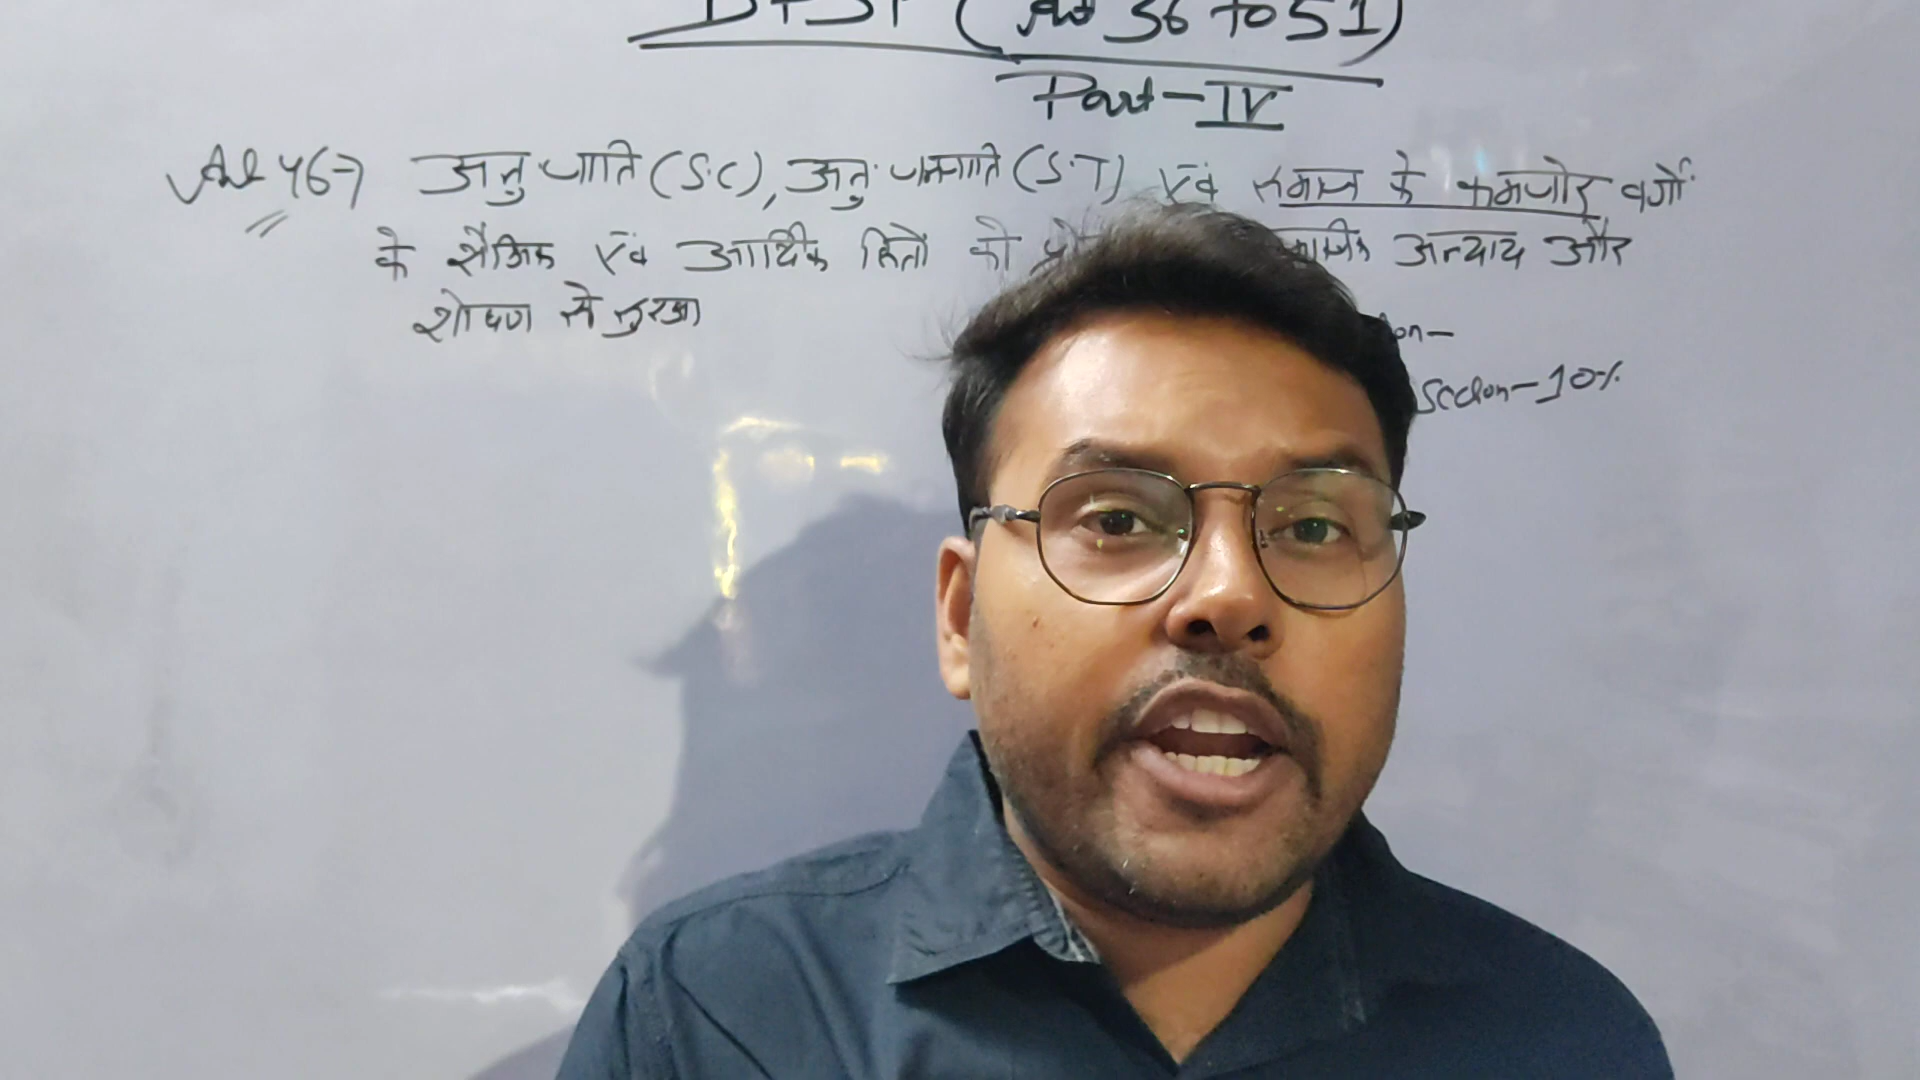 (Art 36 to 51)
Part-IV
Art 46→ अनु॰जाति (S.C), अनु॰ जनजाति (S.T) एवं समाज के कमजोर वर्गों
के शैक्षिक एवं आर्थिक हितों को अन्याय और
शोषण से सुरक्षा
Section-10%